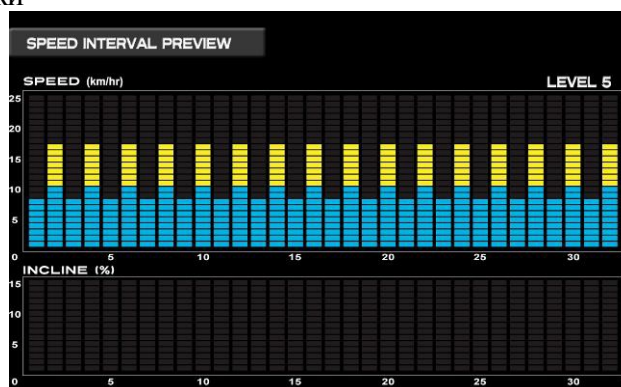 ки
SPEED INTERVAL PREVIEW
SPEED (km/hr) LEVEL 5
25
20
15
10
5
0 5 10 15 20 25 30
INCLINE (%)
15
10
5
0 5 10 15 20 25 30